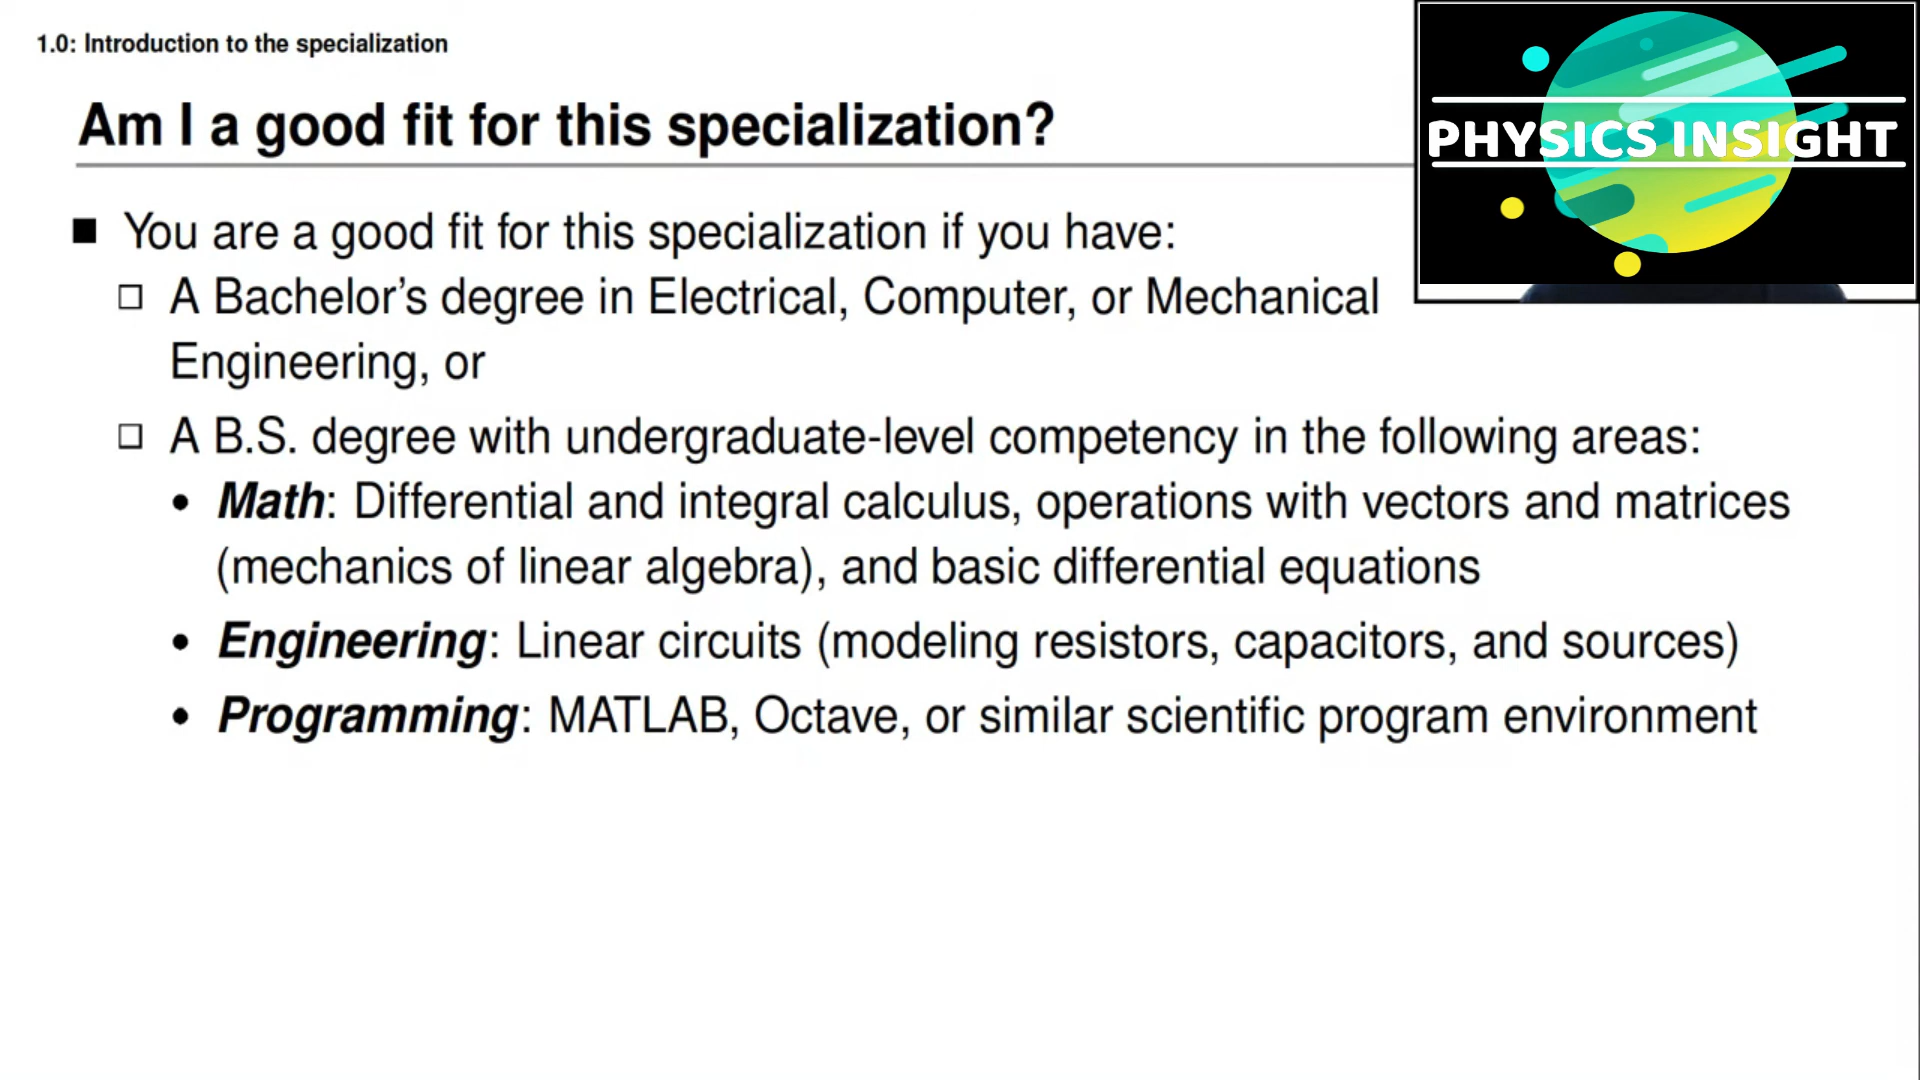 1.0: Introduction to the specialization
PHYSICS INSIGHT
Am I a good fit for this specialization?
■ You are a good fit for this specialization if you have:
□ A Bachelor’s degree in Electrical, Computer, or Mechanical
Engineering, or
□ A B.S. degree with undergraduate-level competency in the following areas:
• Math: Differential and integral calculus, operations with vectors and matrices
(mechanics of linear algebra), and basic differential equations
• Engineering: Linear circuits (modeling resistors, capacitors, and sources)
• Programming: MATLAB, Octave, or similar scientific program environment